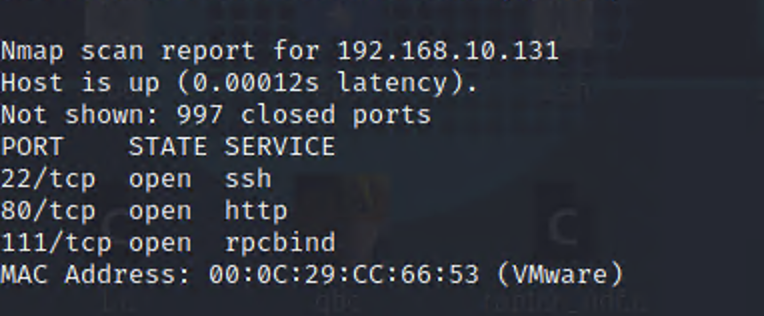 Nmap scan report for 192.168.10.131
Host is up (0.00012s latency).
Not shown: 997 closed ports
PORT    STATE SERVICE
22/tcp  open  ssh
80/tcp  open  http
111/tcp open  rpcbind
MAC Address: 00:0C:29:CC:66:53 (VMware)